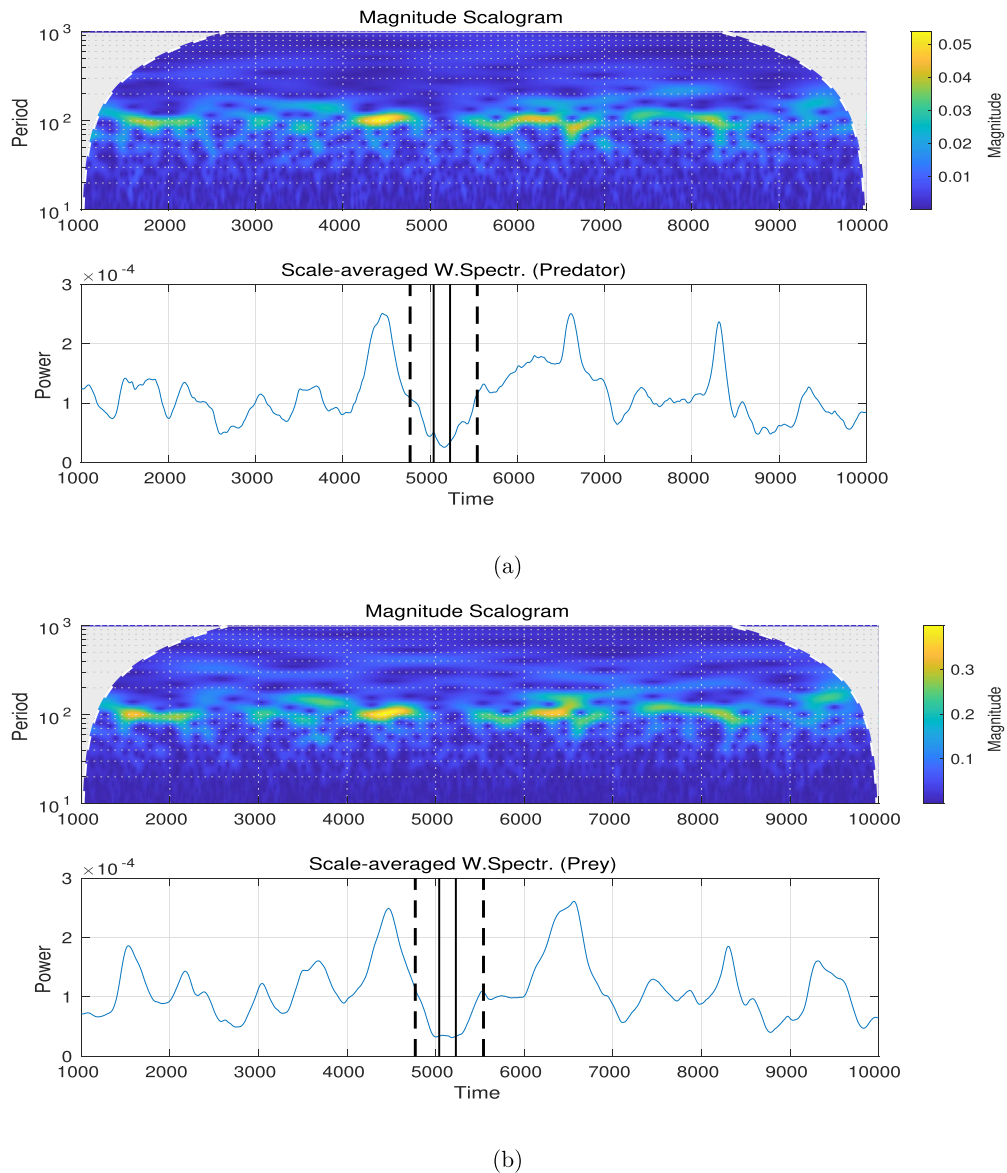 Magnitude Scalogram
10^3
10^2
10^1
Period
1000 2000 3000 4000 5000 6000 7000 8000 9000 10000
0.05
0.04
0.03
0.02
0.01
Magnitude
×10^-4
Scale-averaged W.Spectr. (Predator)
3
2
1
0
Power
1000 2000 3000 4000 5000 6000 7000 8000 9000 10000
Time
(a)
Magnitude Scalogram
10^3
10^2
10^1
Period
1000 2000 3000 4000 5000 6000 7000 8000 9000 10000
0.3
0.2
0.1
Magnitude
×10^-4
Scale-averaged W.Spectr. (Prey)
3
2
1
0
Power
1000 2000 3000 4000 5000 6000 7000 8000 9000 10000
Time
(b)